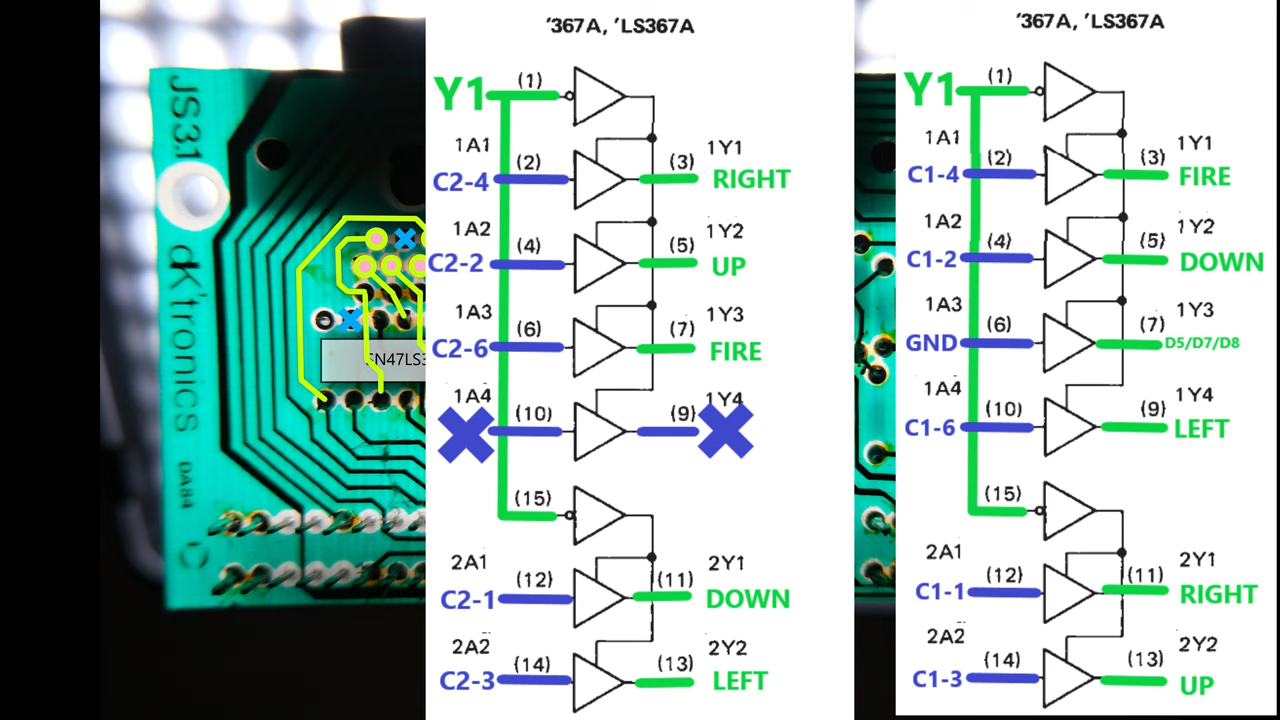 JS3.1
dK'tronics
DA84
C
SN47LS3
'367A, 'LS367A
Y1
(1)
1A1
1Y1
C2-4
(2)
(3)
RIGHT
1A2
1Y2
C2-2
(4)
(5)
UP
1A3
1Y3
C2-6
(6)
(7)
FIRE
1A4
1Y4
(10)
(9)
(15)
2A1
2Y1
C2-1
(12)
(11)
DOWN
2A2
2Y2
C2-3
(14)
(13)
LEFT
'367A, 'LS367A
Y1
(1)
1A1
1Y1
C1-4
(2)
(3)
FIRE
1A2
1Y2
C1-2
(4)
(5)
DOWN
1A3
1Y3
GND
(6)
(7)
D5/D7/D8
1A4
1Y4
C1-6
(10)
(9)
LEFT
(15)
2A1
2Y1
C1-1
(12)
(11)
RIGHT
2A2
2Y2
C1-3
(14)
(13)
UP